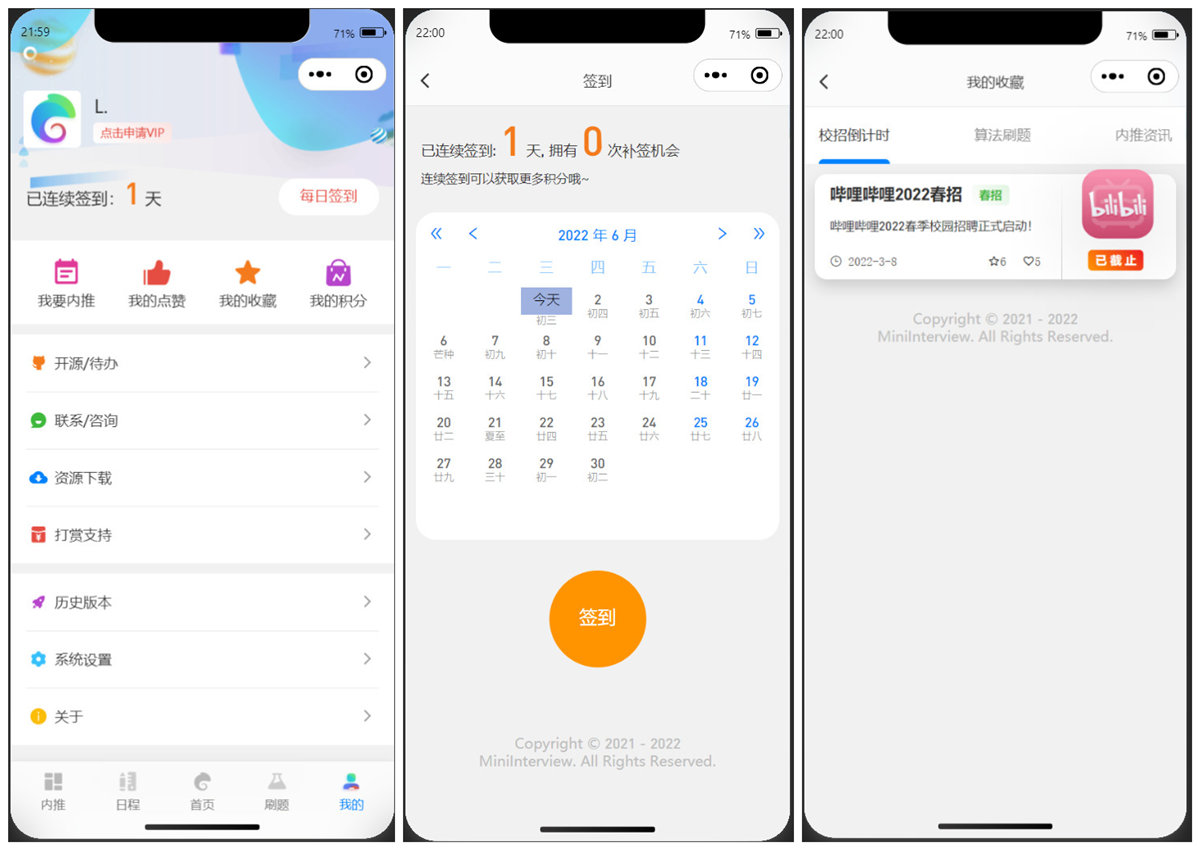 21:59
71%
L.
点击申请VIP
已连续签到: 1 天
每日签到
我要内推
我的点赞
我的收藏
我的积分
开源/待办
联系/咨询
资源下载
打赏支持
历史版本
系统设置
关于
内推
日程
首页
刷题
我的
22:00
71%
签到
已连续签到: 1 天, 拥有 0 次补签机会
连续签到可以获取更多积分哦~
2022 年 6 月
一 二 三 四 五 六 日
今天 2 3 4 5
初三 初四 初五 初六 初七
6 7 8 9 10 11 12
芒种 初九 初十 十一 十二 十三 十四
13 14 15 16 17 18 19
十五 十六 十七 十八 十九 二十 廿一
20 21 22 23 24 25 26
廿二 夏至 廿四 廿五 廿六 廿七 廿八
27 28 29 30
廿九 三十 初一 初二
签到
Copyright © 2021 - 2022
MiniInterview. All Rights Reserved.
22:00
71%
我的收藏
校招倒计时
算法刷题
内推资讯
哔哩哔哩2022春招 春招
哔哩哔哩2022春季校园招聘正式启动!
2022-3-8
6
5
bilibili
已截止
Copyright © 2021 - 2022
MiniInterview. All Rights Reserved.